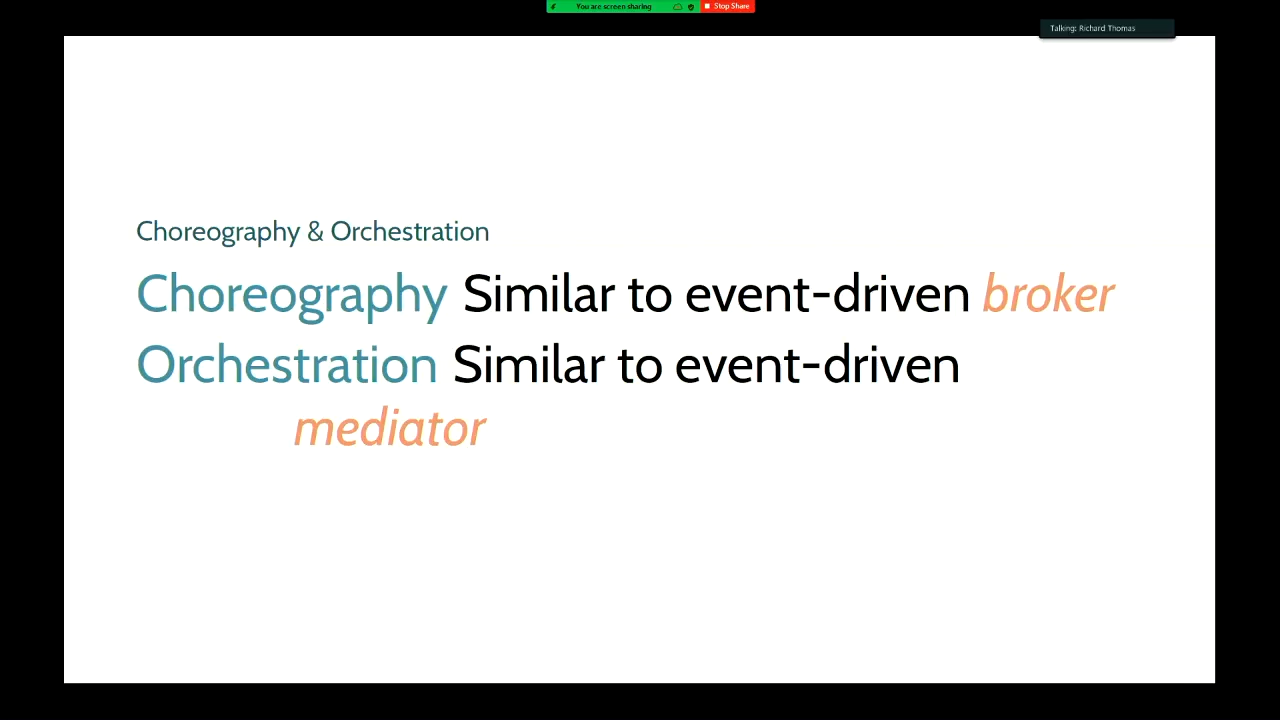 You are screen sharing Stop Share
Talking: Richard Thomas
Choreography & Orchestration
Choreography Similar to event-driven broker
Orchestration Similar to event-driven
mediator